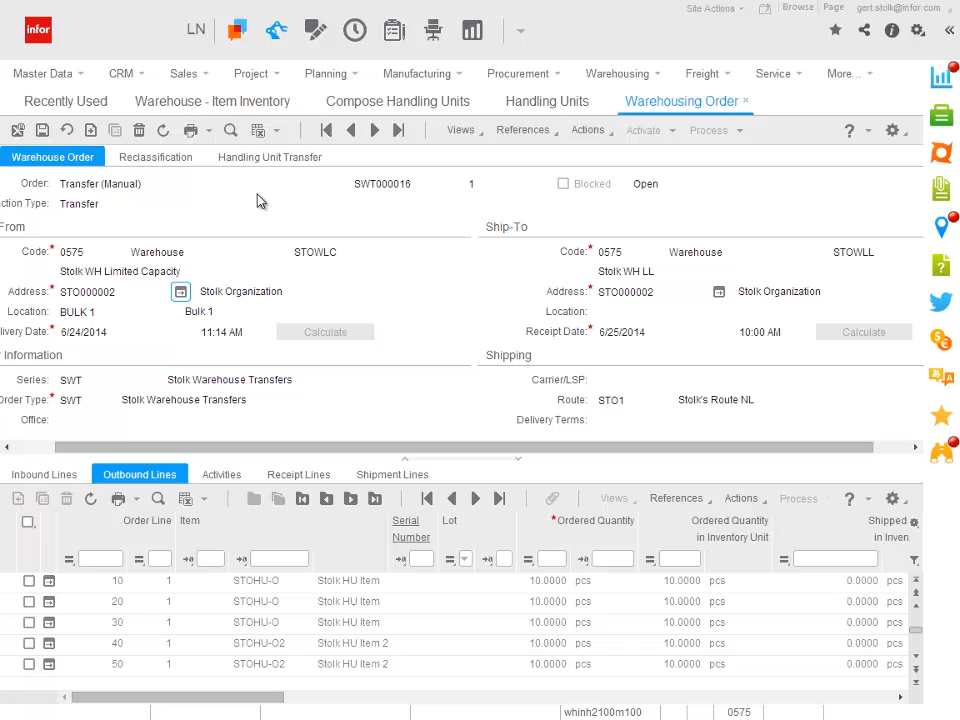 Site Actions Browse Page gert.stolk@infor.com
infor LN
Master Data CRM Sales Project Planning Manufacturing Procurement Warehousing Freight Service More...
Recently Used Warehouse - Item Inventory Compose Handling Units Handling Units Warehousing Order ×
Views References Actions Activate Process ?
Warehouse Order Reclassification Handling Unit Transfer
Order: Transfer (Manual) SWT000016 1 Blocked Open
ction Type: Transfer
From Ship-To
Code:* 0575 Warehouse STOWLC Code:* 0575 Warehouse STOWLL
Stolk WH Limited Capacity Stolk WH LL
Address:* STO000002 Stolk Organization Address:* STO000002 Stolk Organization
Location: BULK 1 Bulk 1 Location:
livery Date:* 6/24/2014 11:14 AM Calculate Receipt Date:* 6/25/2014 10:00 AM Calculate
Information Shipping
Series: SWT Stolk Warehouse Transfers Carrier/LSP:
Order Type:* SWT Stolk Warehouse Transfers Route: STO1 Stolk's Route NL
Office: Delivery Terms:
Inbound Lines Outbound Lines Activities Receipt Lines Shipment Lines
Views References Actions Process ?
Order Line Item Serial Lot *Ordered Quantity Ordered Quantity Shipped
Number in Inventory Unit in Inven
10 1 STOHU-O Stolk HU Item 10.0000 pcs 10.0000 pcs 0.0000 pcs
20 1 STOHU-O Stolk HU Item 10.0000 pcs 10.0000 pcs 0.0000 pcs
30 1 STOHU-O Stolk HU Item 10.0000 pcs 10.0000 pcs 0.0000 pcs
40 1 STOHU-O2 Stolk HU Item 2 10.0000 pcs 10.0000 pcs 0.0000 pcs
50 1 STOHU-O2 Stolk HU Item 2 10.0000 pcs 10.0000 pcs 0.0000 pcs
whinh2100m100 0575